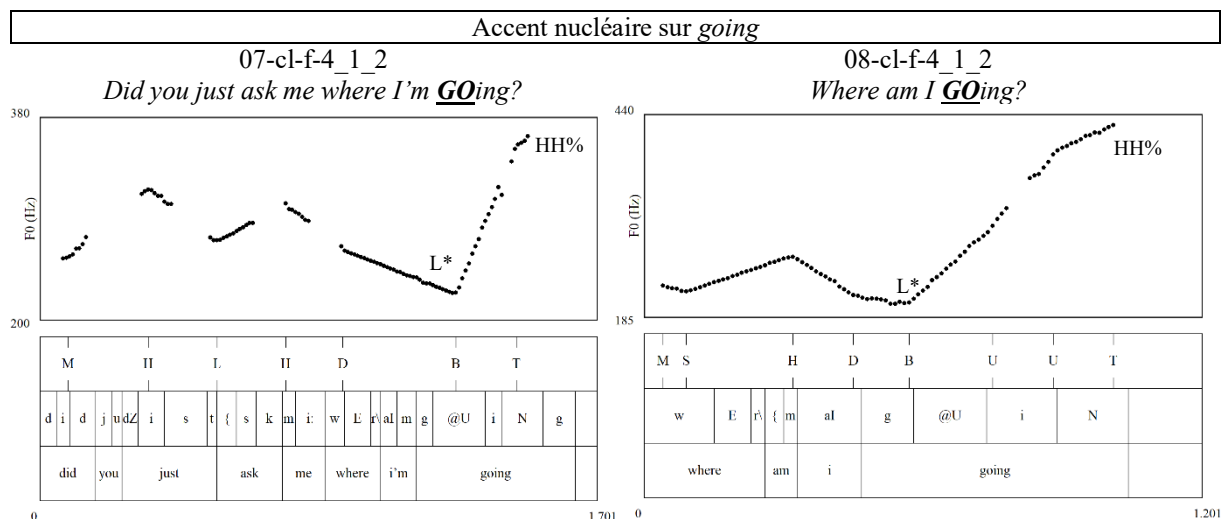 Accent nucléaire sur going
07-cl-f-4_1_2
Did you just ask me where I'm GOing?
380
F0 (Hz)
200
L*
HH%
M H L H D B T
d i d j u dZ i s t { s k m i: w E r\ aI m g @U i N g
did you just ask me where i'm going
0 1.701
08-cl-f-4_1_2
Where am I GOing?
440
F0 (Hz)
185
L*
HH%
M S H D B U U T
w E r\ { m aI g @U i N
where am i going
0 1.201